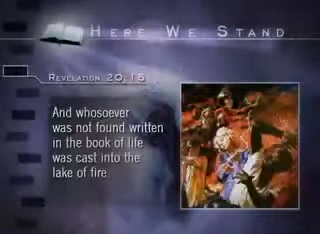 Here We Stand
Revelation 20:15
And whosoever
was not found written
in the book of life
was cast into the
lake of fire